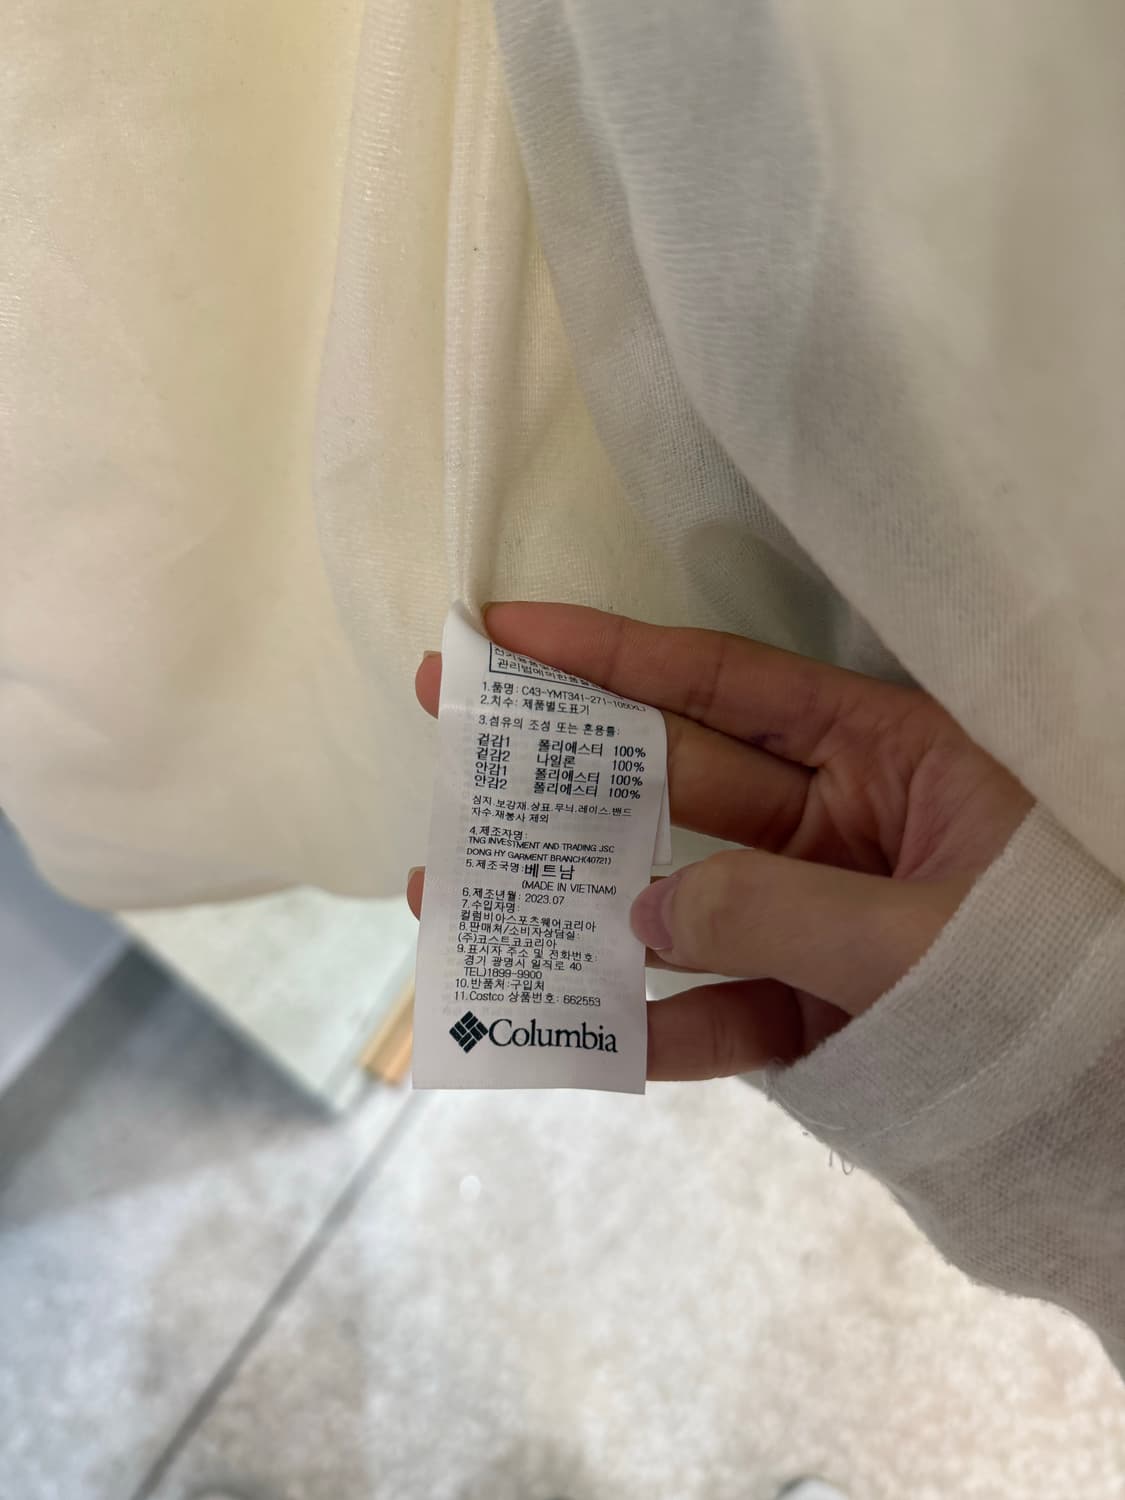 관리법에의한품질
1.품명: C43-YMT341-271-105
2.치수: 제품별도표기
3.섬유의 조성 또는 혼용률:
겉감1 폴리에스터 100%
겉감2 나일론 100%
안감1 폴리에스터 100%
안감2 폴리에스터 100%
심지.보강재.상표.무늬.레이스.밴드
자수.재봉사 제외
4.제조자명:
TNG INVESTMENT AND TRADING JSC
DONG HY GARMENT BRANCH(40721)
5.제조국명:베트남
(MADE IN VIETNAM)
6.제조년월: 2023.07
7.수입자명:
컬럼비아스포츠웨어코리아
8.판매처/소비자상담실:
(주)코스트코코리아
9.표시자 주소 및 전화번호:
경기 광명시 일직로 40
TEL)1899-9900
10.반품처:구입처
11.Costco 상품번호: 662553
Columbia